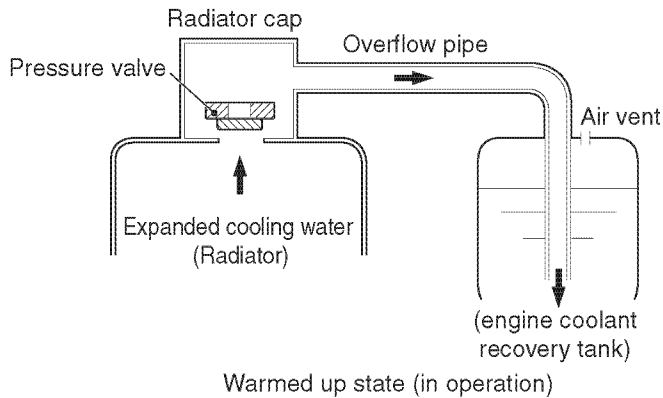 Radiator cap
Overflow pipe
Pressure valve
Air vent
Expanded cooling water
(Radiator)
(engine coolant
recovery tank)
Warmed up state (in operation)